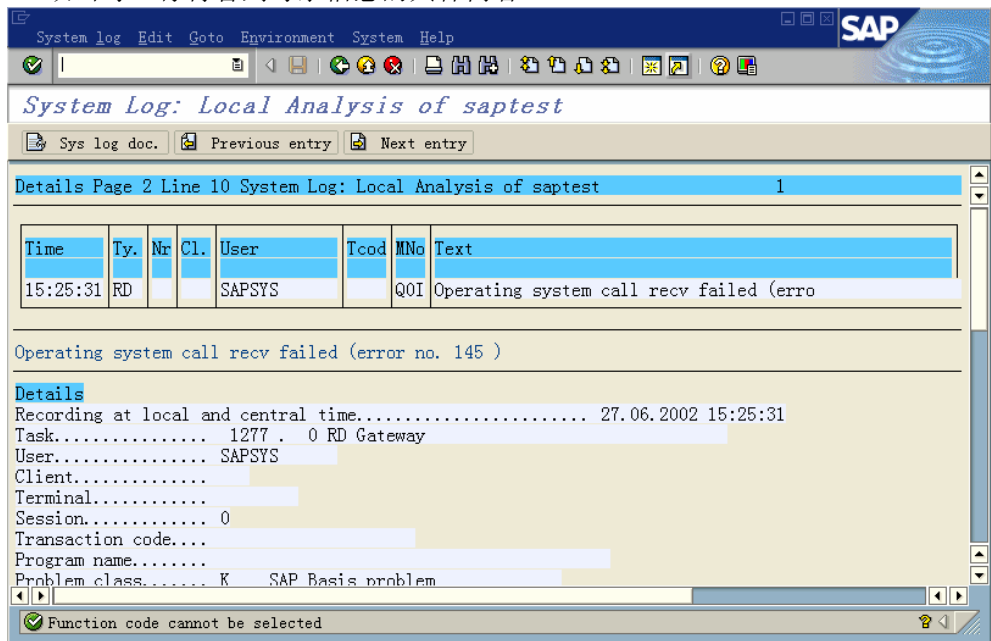 SAP
System log Edit Goto Environment System Help
System Log: Local Analysis of saptest
Sys log doc. Previous entry Next entry
Details Page 2 Line 10 System Log: Local Analysis of saptest 1
Time Ty. Nr Cl. User Tcod MNo Text
15:25:31 RD SAPSYS Q0I Operating system call recv failed (erro
Operating system call recv failed (error no. 145 )
Details
Recording at local and central time........................ 27.06.2002 15:25:31
Task................ 1277 . 0 RD Gateway
User................ SAPSYS
Client..............
Terminal............
Session............. 0
Transaction code....
Program name........
Problem class....... K SAP Basis problem
Function code cannot be selected